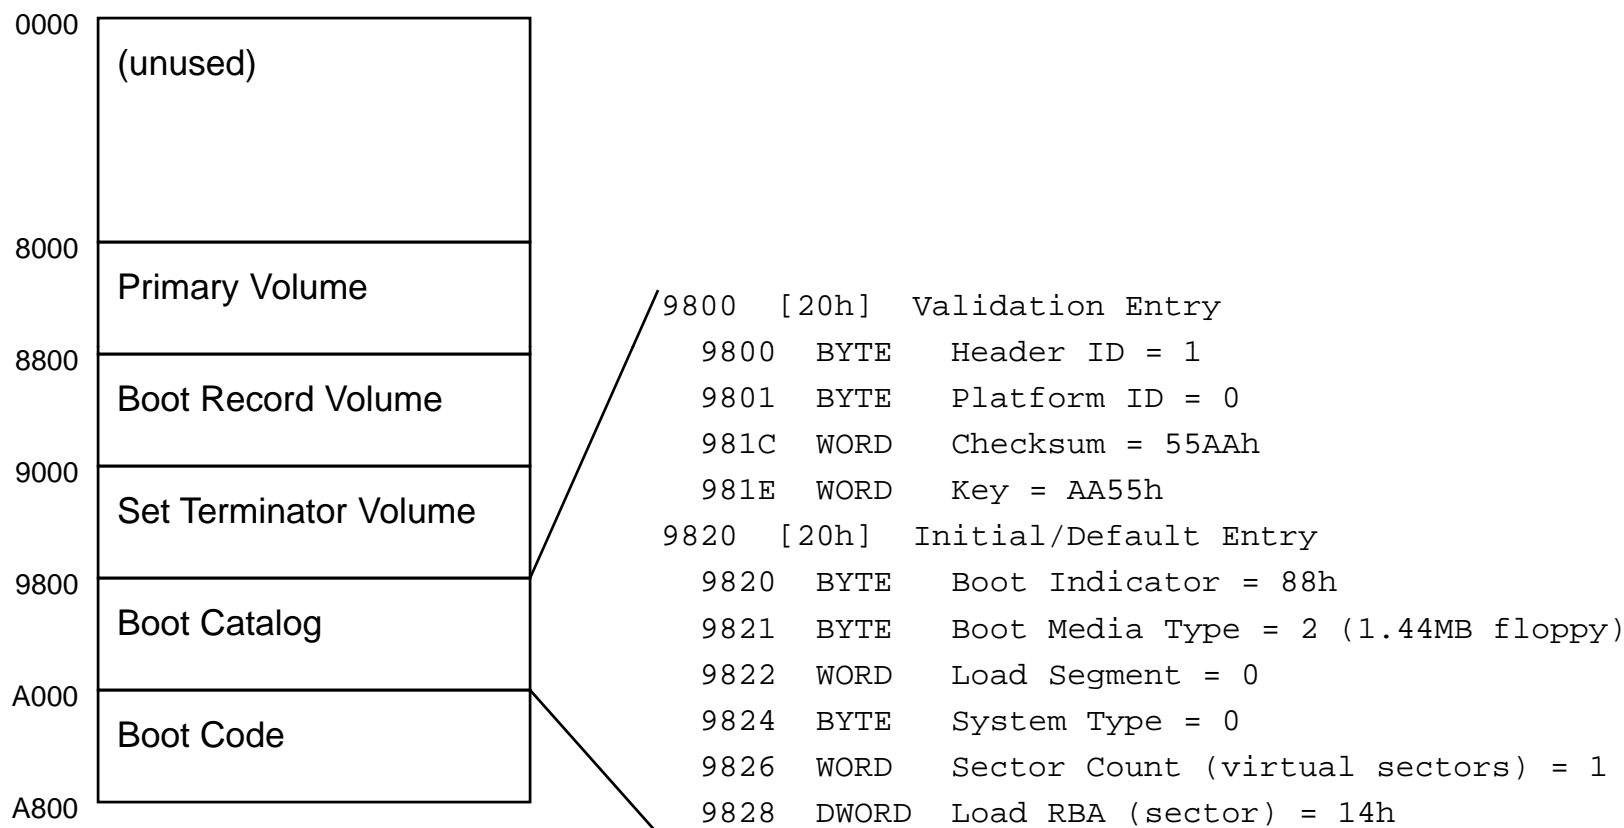 0000
(unused)
8000
Primary Volume
8800
Boot Record Volume
9000
Set Terminator Volume
9800
Boot Catalog
A000
Boot Code
A800
9800 [20h] Validation Entry
9800 BYTE Header ID = 1
9801 BYTE Platform ID = 0
981C WORD Checksum = 55AAh
981E WORD Key = AA55h
9820 [20h] Initial/Default Entry
9820 BYTE Boot Indicator = 88h
9821 BYTE Boot Media Type = 2 (1.44MB floppy)
9822 WORD Load Segment = 0
9824 BYTE System Type = 0
9826 WORD Sector Count (virtual sectors) = 1
9828 DWORD Load RBA (sector) = 14h